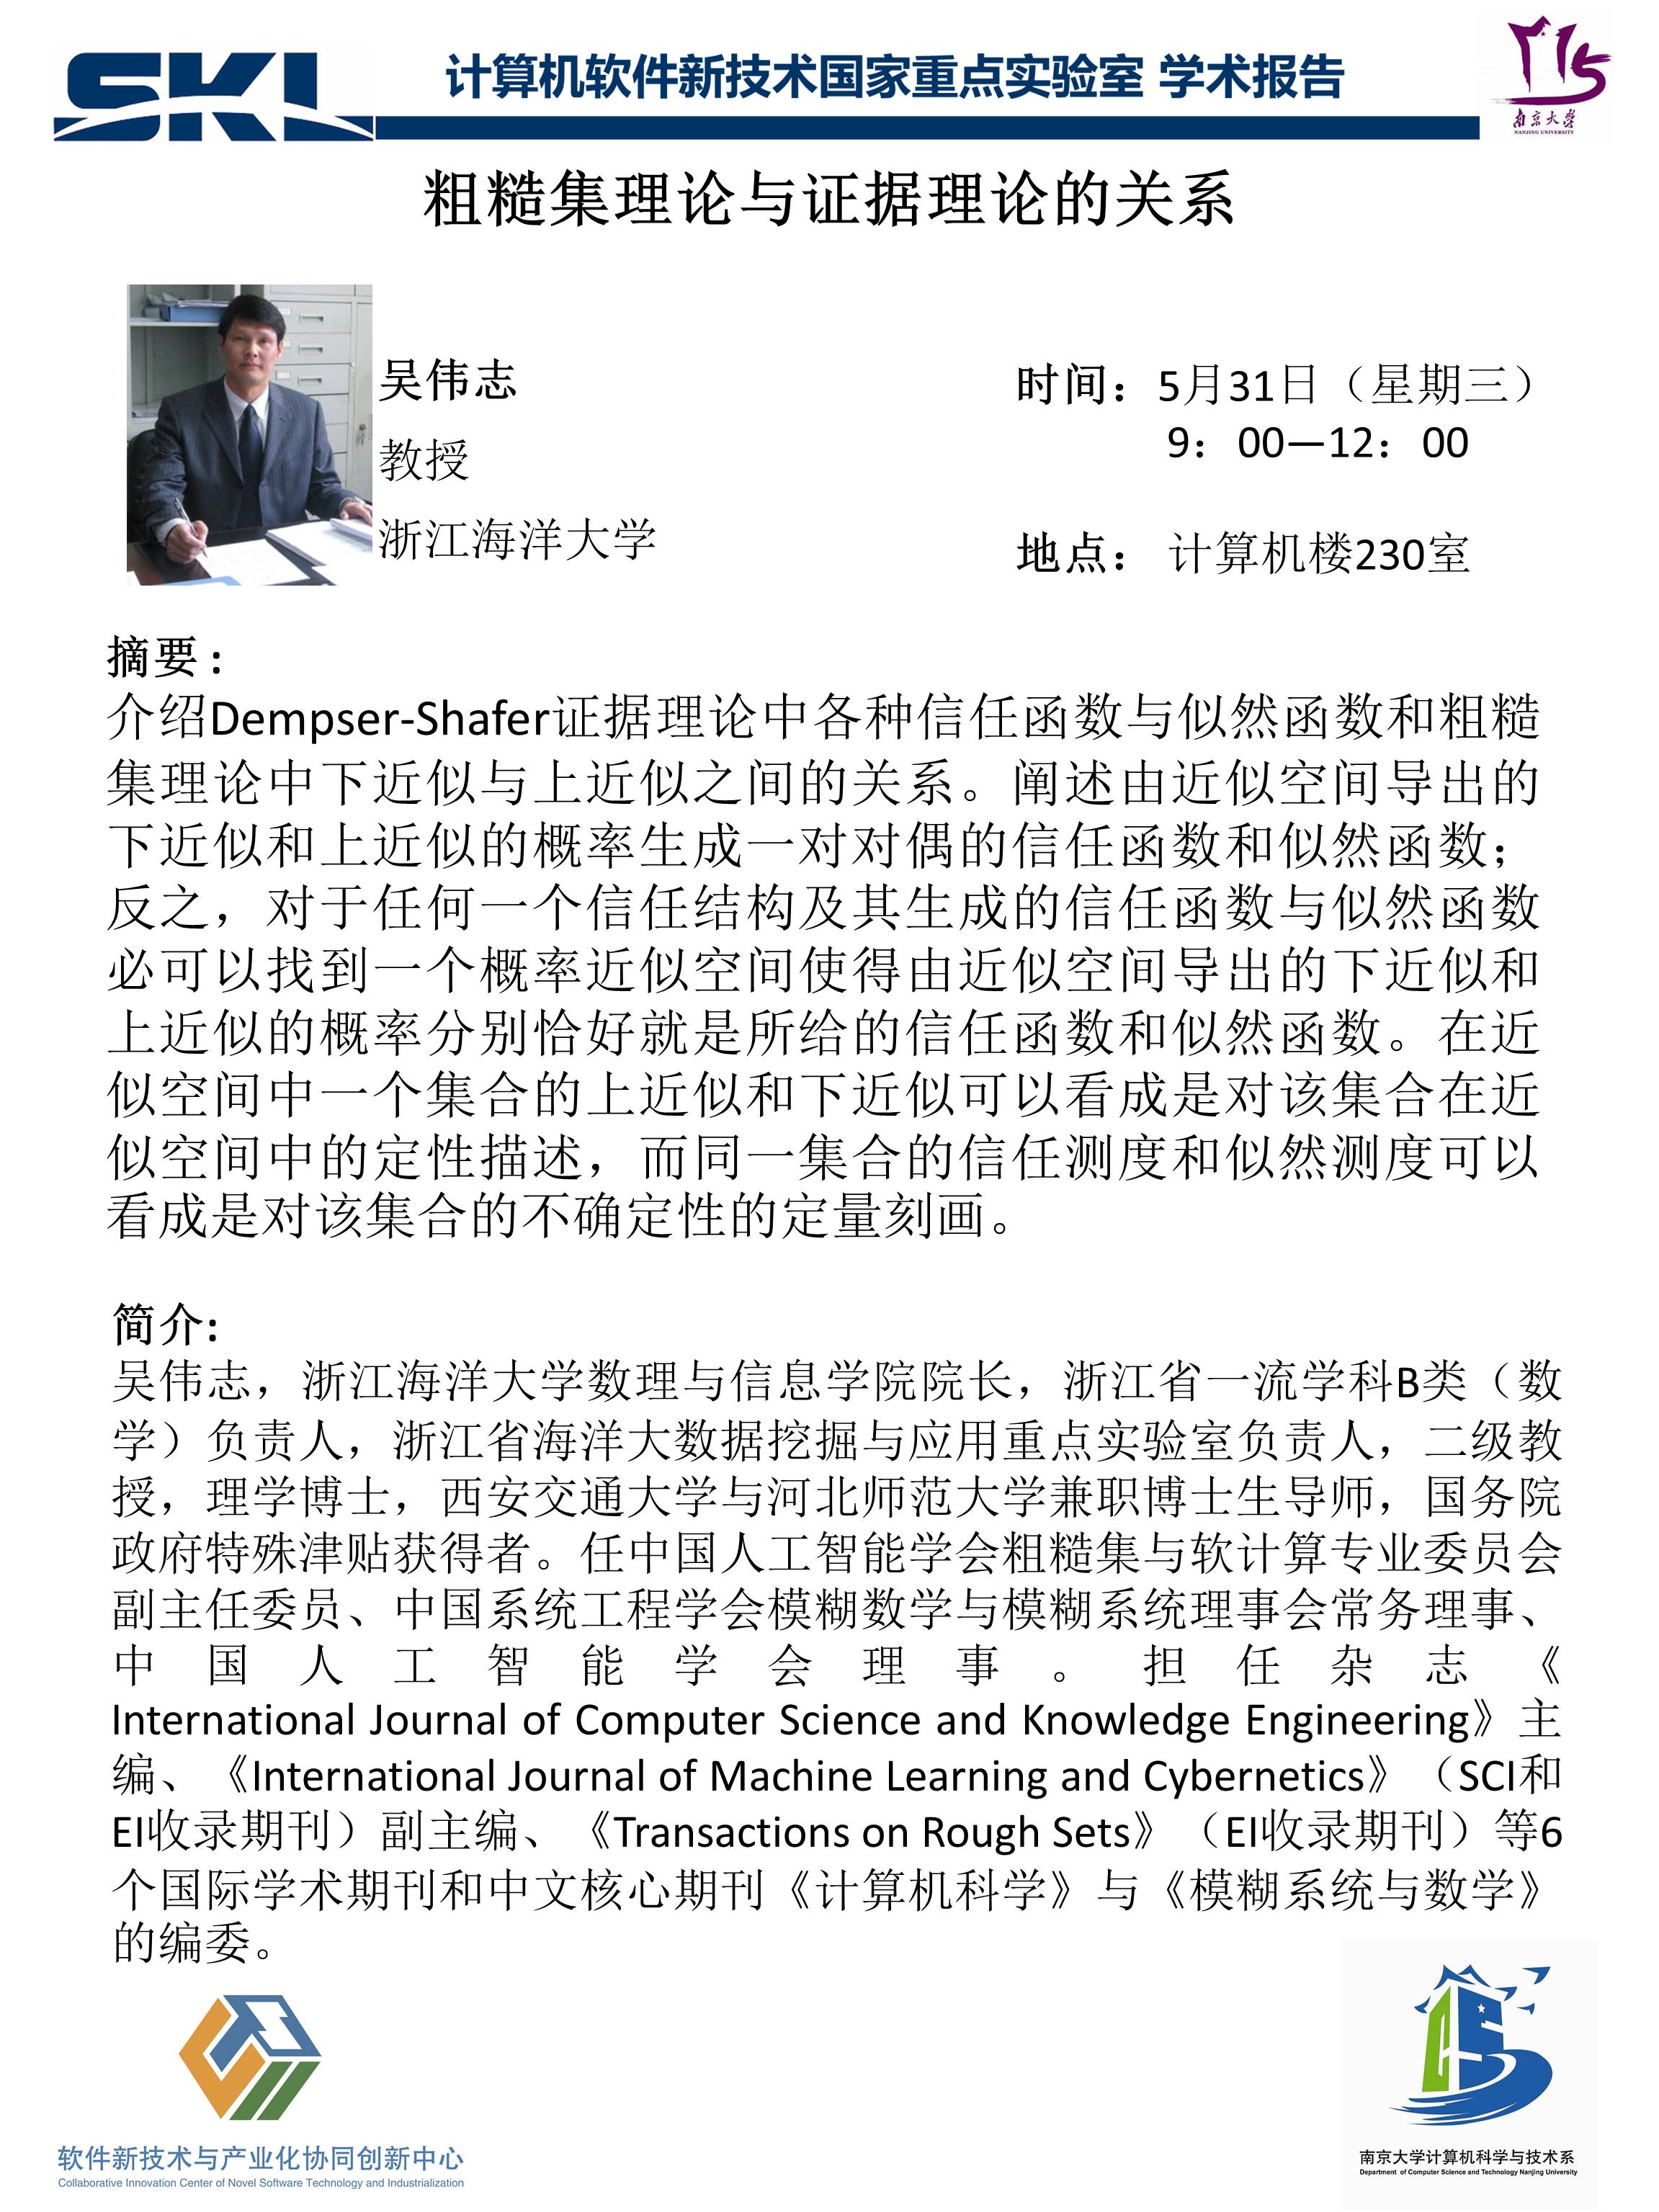 SKL
计算机软件新技术国家重点实验室 学术报告
115
南京大学
NANJING UNIVERSITY
粗糙集理论与证据理论的关系
吴伟志
教授
浙江海洋大学
时间：5月31日（星期三）
9：00—12：00
地点： 计算机楼230室
摘要：
介绍Dempser-Shafer证据理论中各种信任函数与似然函数和粗糙
集理论中下近似与上近似之间的关系。阐述由近似空间导出的
下近似和上近似的概率生成一对对偶的信任函数和似然函数；
反之，对于任何一个信任结构及其生成的信任函数与似然函数
必可以找到一个概率近似空间使得由近似空间导出的下近似和
上近似的概率分别恰好就是所给的信任函数和似然函数。在近
似空间中一个集合的上近似和下近似可以看成是对该集合在近
似空间中的定性描述，而同一集合的信任测度和似然测度可以
看成是对该集合的不确定性的定量刻画。
简介:
吴伟志，浙江海洋大学数理与信息学院院长，浙江省一流学科B类（数
学）负责人，浙江省海洋大数据挖掘与应用重点实验室负责人，二级教
授，理学博士，西安交通大学与河北师范大学兼职博士生导师，国务院
政府特殊津贴获得者。任中国人工智能学会粗糙集与软计算专业委员会
副主任委员、中国系统工程学会模糊数学与模糊系统理事会常务理事、
中国人工智能学会理事。担任杂志《
International Journal of Computer Science and Knowledge Engineering》主
编、《International Journal of Machine Learning and Cybernetics》（SCI和
EI收录期刊）副主编、《Transactions on Rough Sets》（EI收录期刊）等6
个国际学术期刊和中文核心期刊《计算机科学》与《模糊系统与数学》
的编委。
软件新技术与产业化协同创新中心
Collaborative Innovation Center of Novel Software Technology and Industrialization
南京大学计算机科学与技术系
Department of Computer Science and Technology Nanjing University